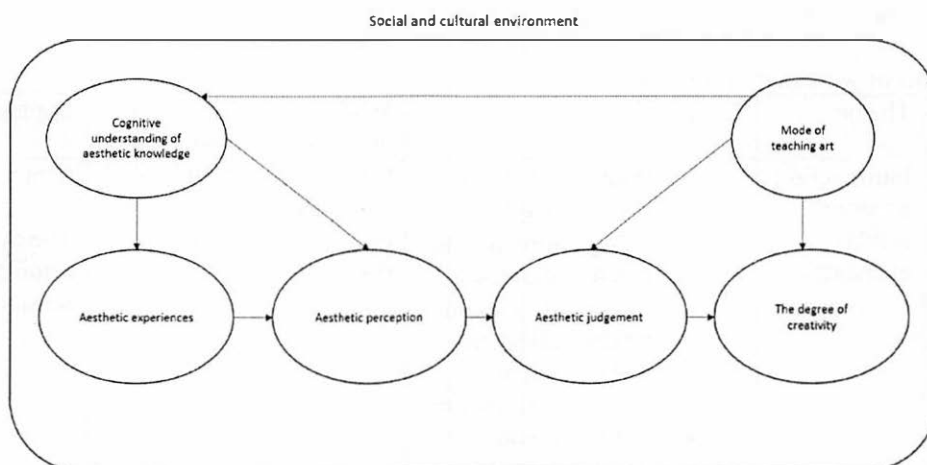 Social and cultural environment
Cognitive
understanding of
aesthetic knowledge
Mode of
teaching art
Aesthetic experiences
Aesthetic perception
Aesthetic judgement
The degree of
creativity